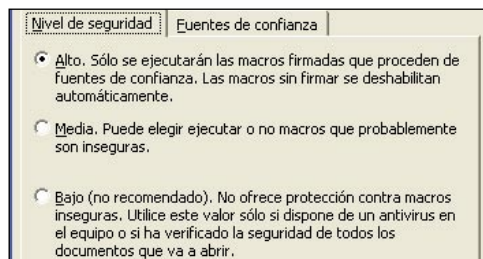 Nivel de seguridad Fuentes de confianza
Alto. Sólo se ejecutarán las macros firmadas que proceden de
fuentes de confianza. Las macros sin firmar se deshabilitan
automáticamente.
Media. Puede elegir ejecutar o no macros que probablemente
son inseguras.
Bajo (no recomendado). No ofrece protección contra macros
inseguras. Utilice este valor sólo si dispone de un antivirus en
el equipo o si ha verificado la seguridad de todos los
documentos que va a abrir.